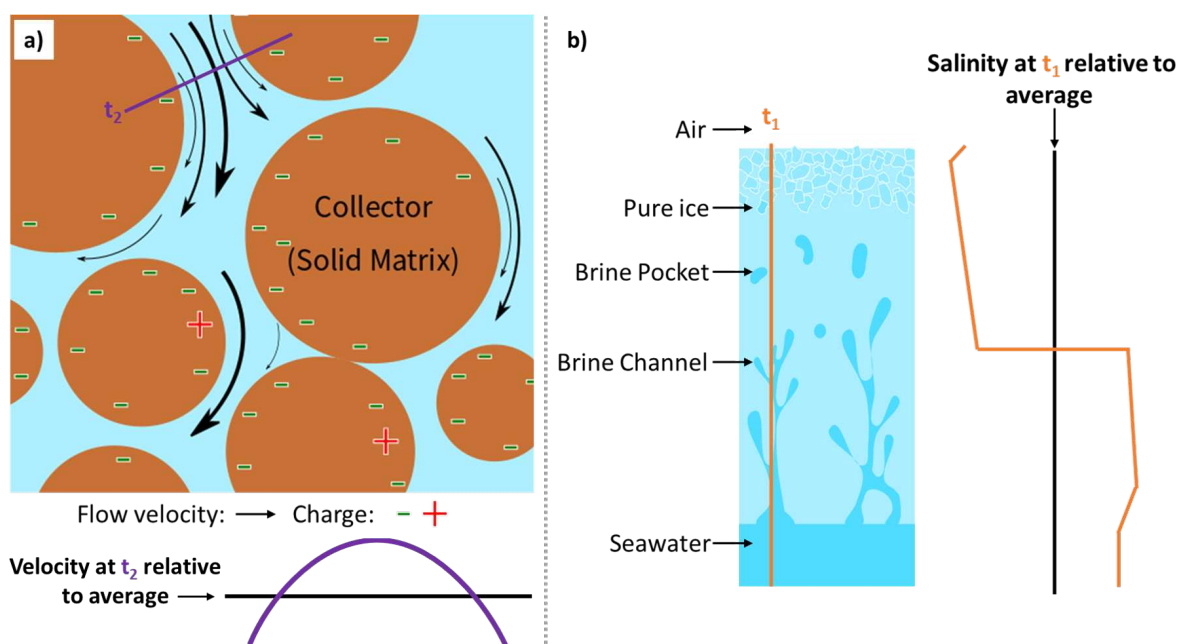 a)
t2
Collector
(Solid Matrix)
Flow velocity: Charge:
Velocity at t2 relative
to average
b)
Salinity at t1 relative to
average
t1
Air
Pure ice
Brine Pocket
Brine Channel
Seawater